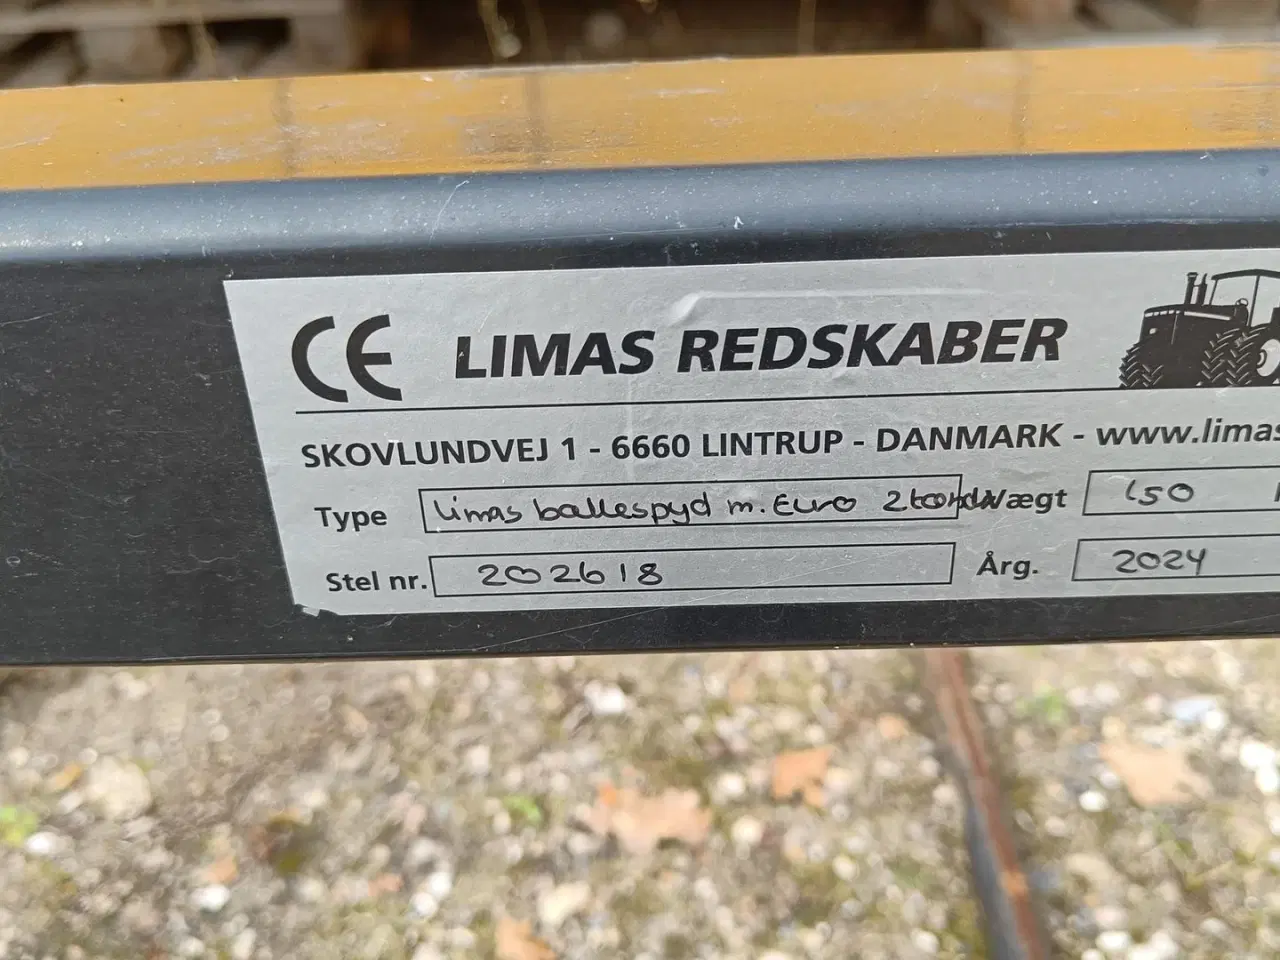 CE LIMAS REDSKABER
SKOVLUNDVEJ 1 - 6660 LINTRUP - DANMARK - www.limas
Type Limas ballespyd m. Euro 2 Vægt 150
Stel nr. 202618 Årg. 2024